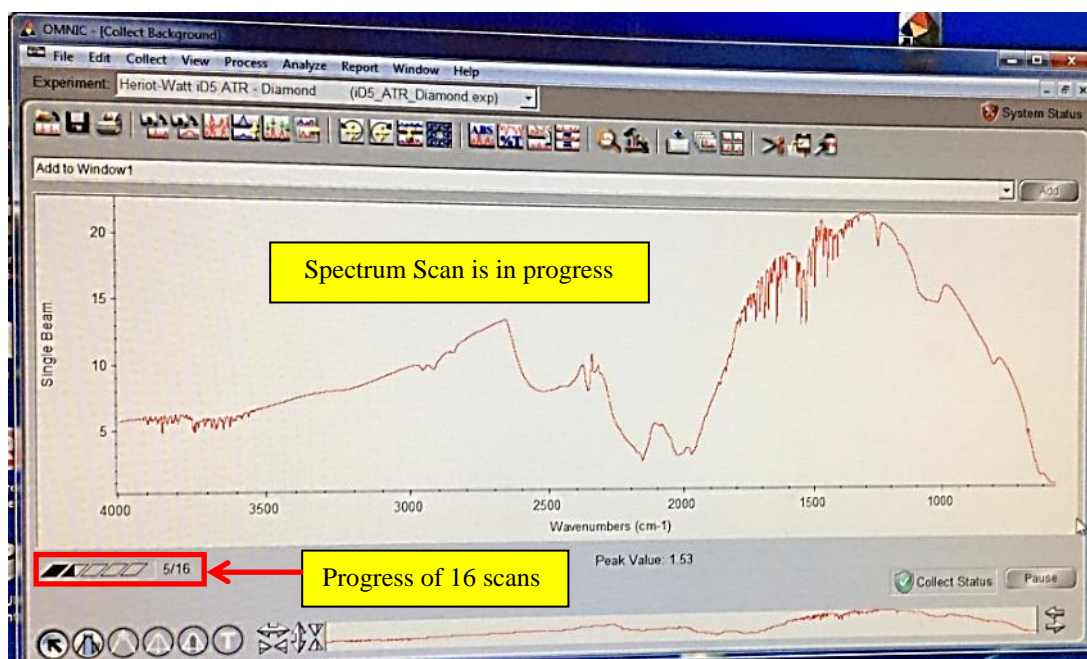 OMNIC - [Collect Background]
File Edit Collect View Process Analyze Report Window Help
Experiment: Heriot-Watt iD5 ATR - Diamond (iD5_ATR_Diamond.exp)
System Status
ABS %T
Add to Window1
Add
Spectrum Scan is in progress
Single Beam
20
15
10
5
4000 3500 3000 2500 2000 1500 1000
Wavenumbers (cm-1)
5/16
Progress of 16 scans
Peak Value: 1.53
Collect Status
Pause
T